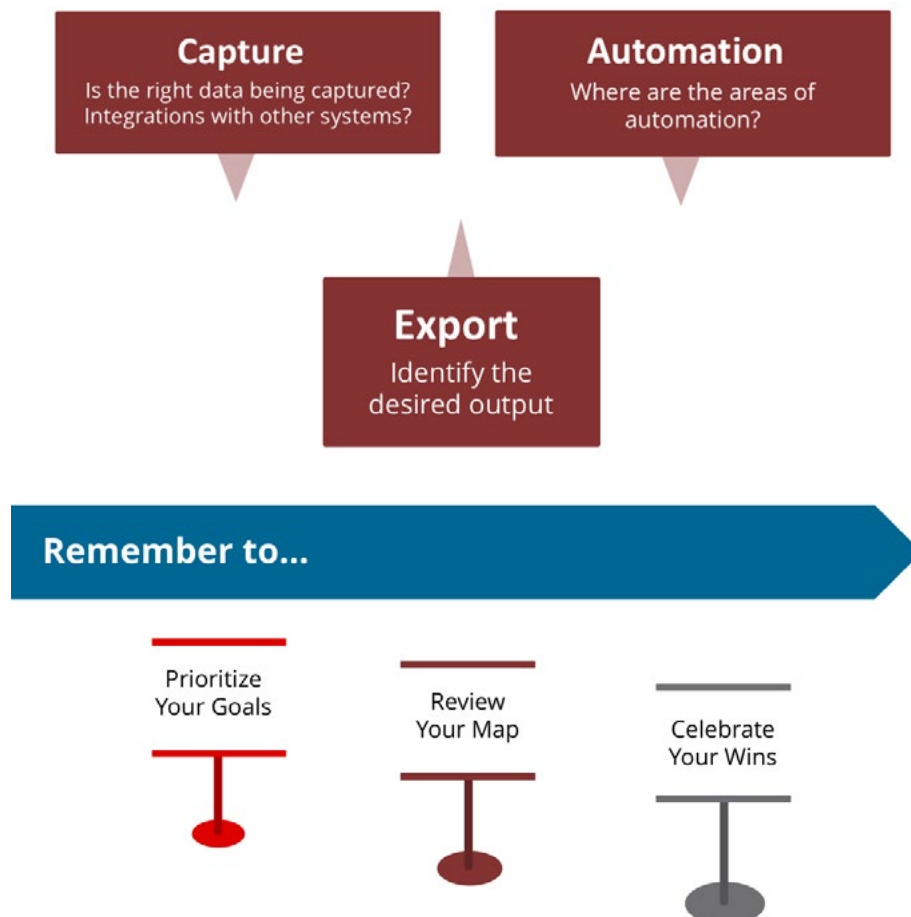 Capture
Is the right data being captured?
Integrations with other systems?
Automation
Where are the areas of
automation?
Export
Identify the
desired output
Remember to...
Prioritize
Your Goals
Review
Your Map
Celebrate
Your Wins